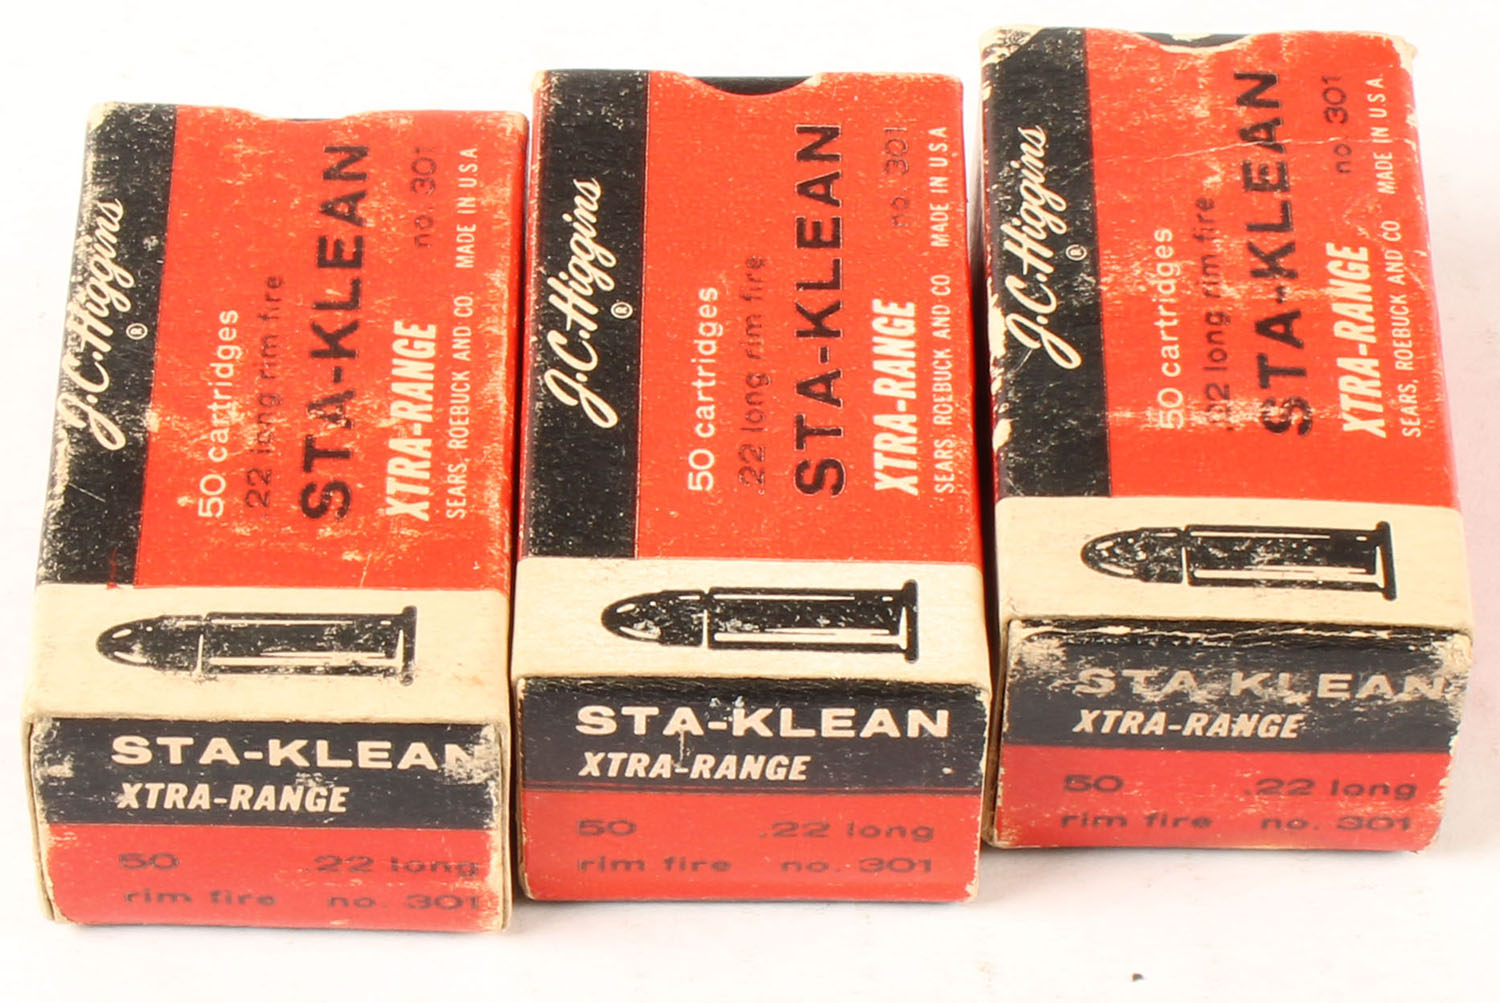 J.C.Higgins
®
50 cartridges
.22 long rim fire
STA-KLEAN
no. 301
XTRA-RANGE
SEARS, ROEBUCK AND CO MADE IN U.S.A.
STA-KLEAN
XTRA-RANGE
50 .22 long
rim fire no. 301
J.C.Higgins
®
50 cartridges
.22 long rim fire
STA-KLEAN
no. 301
XTRA-RANGE
SEARS, ROEBUCK AND CO MADE IN U.S.A.
STA-KLEAN
XTRA-RANGE
50 .22 long
rim fire no. 301
J.C.Higgins
®
50 cartridges
.22 long rim fire
STA-KLEAN
no. 301
XTRA-RANGE
SEARS, ROEBUCK AND CO MADE IN U.S.A.
STA-KLEAN
XTRA-RANGE
50 .22 long
rim fire no. 301